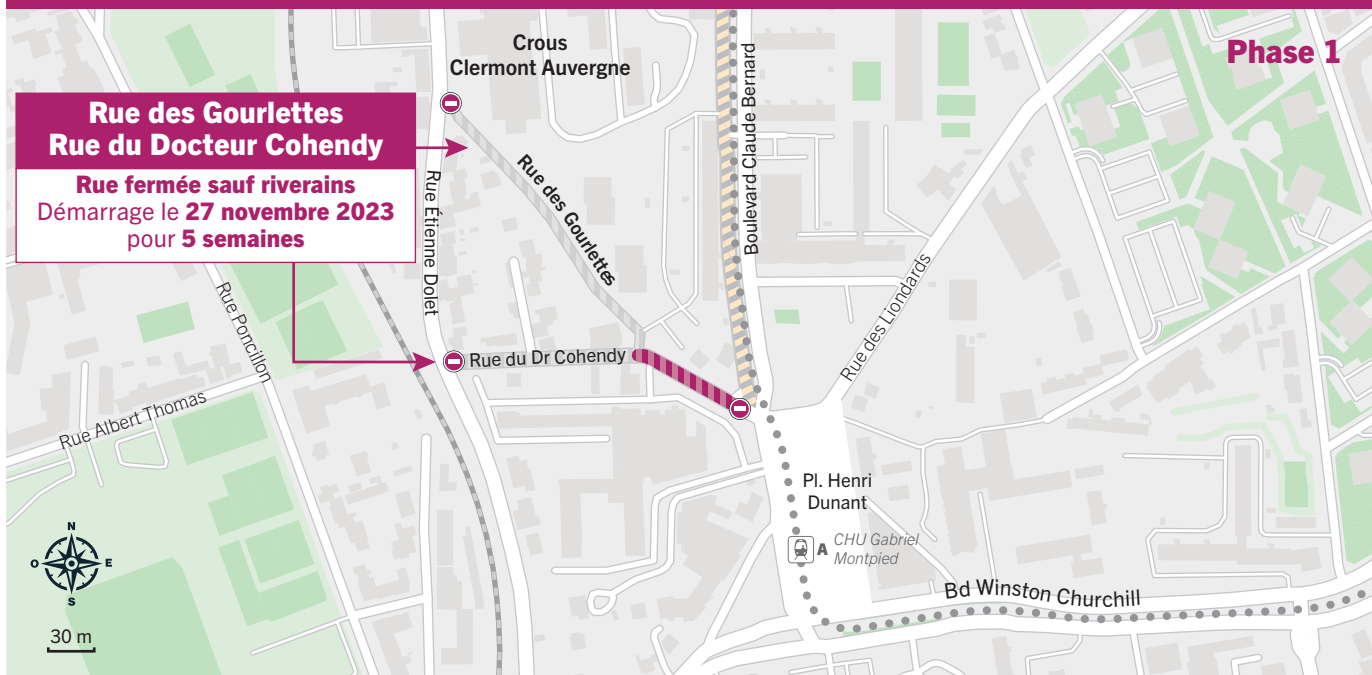 Phase 1
Crous
Clermont Auvergne
Rue des Gourlettes
Rue du Docteur Cohendy
Rue fermée sauf riverains
Démarrage le 27 novembre 2023
pour 5 semaines
Rue des Gourlettes
Boulevard Claude Bernard
Rue Étienne Dolet
Rue Poncillon
Rue des Liondards
Rue du Dr Cohendy
Rue Albert Thomas
Pl. Henri
Dunant
A CHU Gabriel
Montpied
Bd Winston Churchill
N
O
E
S
30 m